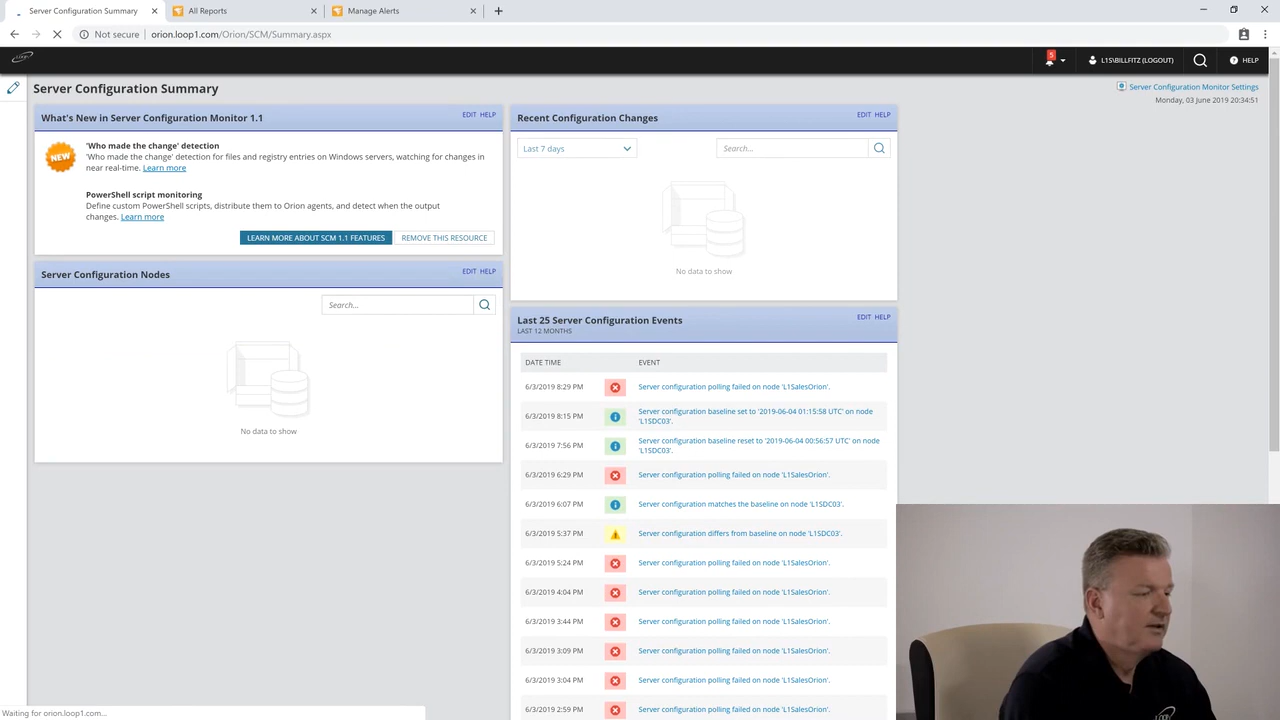 Server Configuration Summary
All Reports
Manage Alerts
Not secure
orion.loop1.com/Orion/SCM/Summary.aspx
5
L1S\BILLFITZ (LOGOUT)
HELP
Server Configuration Summary
Server Configuration Monitor Settings
Monday, 03 June 2019 20:34:51
What's New in Server Configuration Monitor 1.1
EDIT HELP
NEW
'Who made the change' detection
'Who made the change' detection for files and registry entries on Windows servers, watching for changes in
near real-time. Learn more
PowerShell script monitoring
Define custom PowerShell scripts, distribute them to Orion agents, and detect when the output
changes. Learn more
LEARN MORE ABOUT SCM 1.1 FEATURES
REMOVE THIS RESOURCE
Server Configuration Nodes
EDIT HELP
Search...
No data to show
Recent Configuration Changes
EDIT HELP
Last 7 days
Search...
No data to show
Last 25 Server Configuration Events
EDIT HELP
LAST 12 MONTHS
DATE TIME EVENT
6/3/2019 8:29 PM Server configuration polling failed on node 'L1SalesOrion'.
6/3/2019 8:15 PM Server configuration baseline set to '2019-06-04 01:15:58 UTC' on node
'L1SDC03'.
6/3/2019 7:56 PM Server configuration baseline reset to '2019-06-04 00:56:57 UTC' on node
'L1SDC03'.
6/3/2019 6:29 PM Server configuration polling failed on node 'L1SalesOrion'.
6/3/2019 6:07 PM Server configuration matches the baseline on node 'L1SDC03'.
6/3/2019 5:37 PM Server configuration differs from baseline on node 'L1SDC03'.
6/3/2019 5:24 PM Server configuration polling failed on node 'L1SalesOrion'.
6/3/2019 4:04 PM Server configuration polling failed on node 'L1SalesOrion'.
6/3/2019 3:44 PM Server configuration polling failed on node 'L1SalesOrion'.
6/3/2019 3:09 PM Server configuration polling failed on node 'L1SalesOrion'.
6/3/2019 3:04 PM Server configuration polling failed on node 'L1SalesOrion'.
6/3/2019 2:59 PM Server configuration polling failed on node 'L1SalesOrion'.
Waiting for orion.loop1.com...